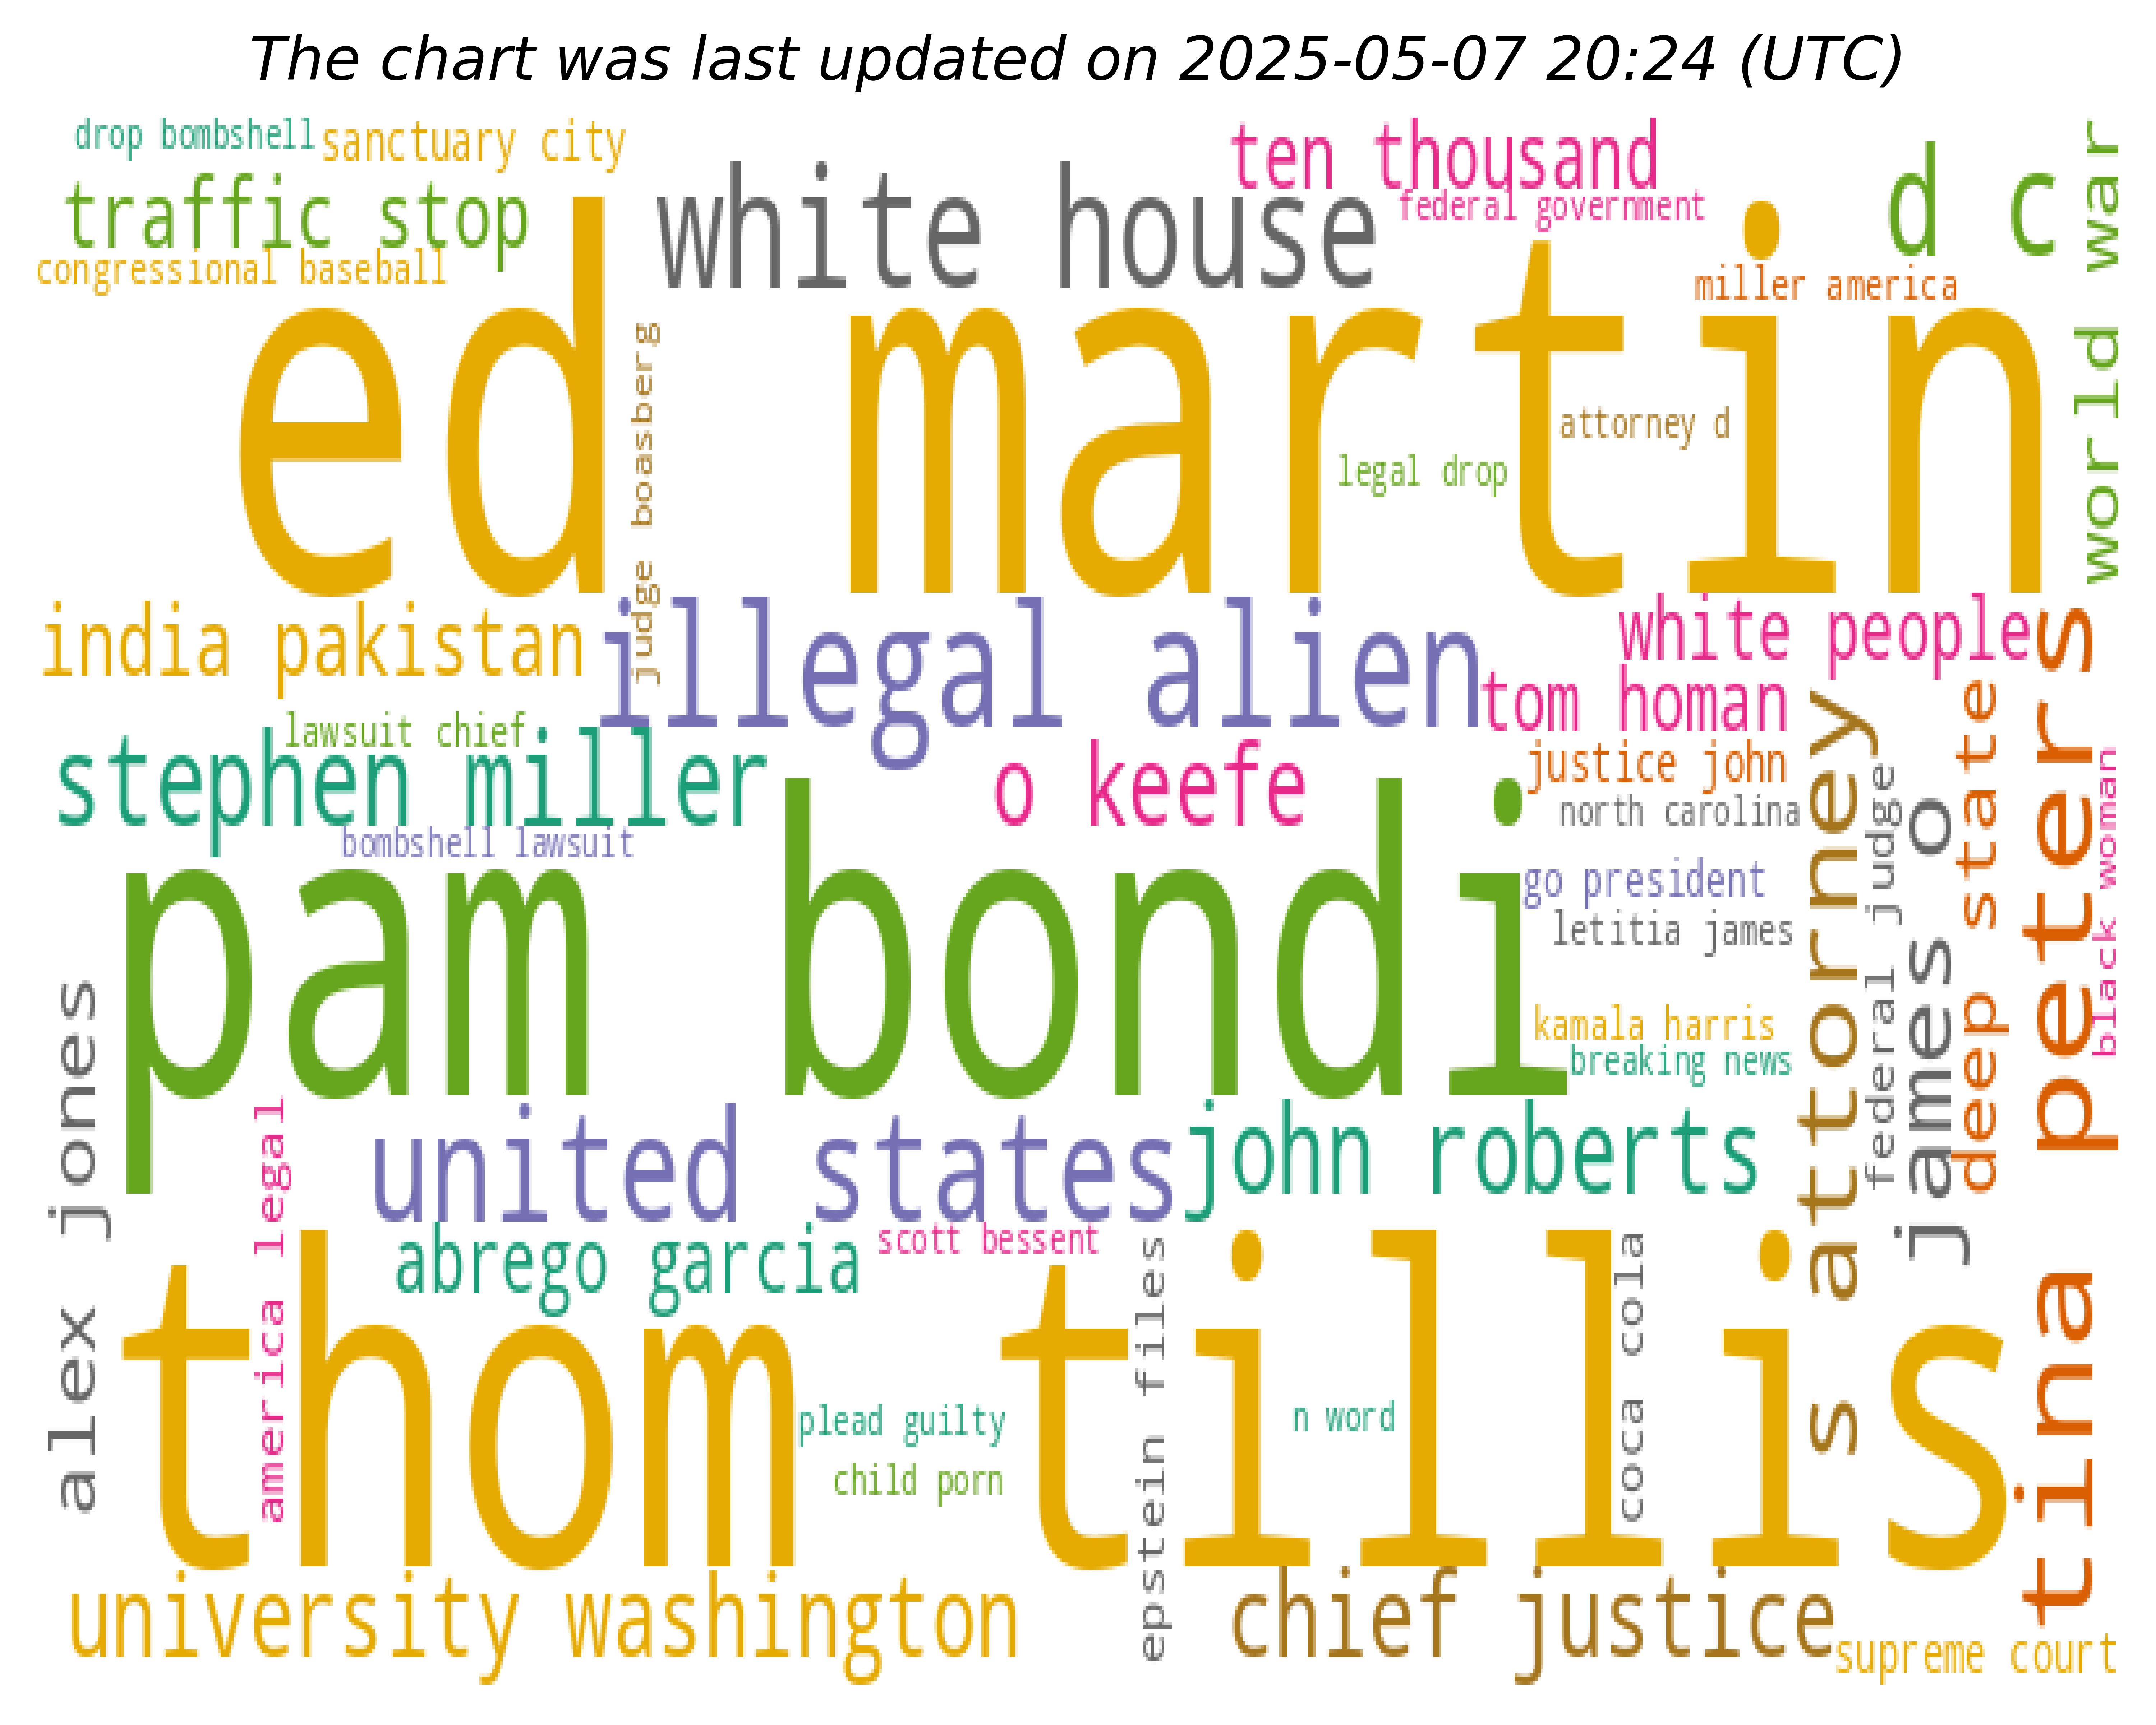 The chart was last updated on 2025-05-07 20:24 (UTC)
drop bombshell
sanctuary city
ten thousand
traffic stop
white house
federal government
d c
world war
congressional baseball
miller america
ed martin
judge boasberg
attorney d
legal drop
india pakistan
illegal alien
white people
tom homan
lawsuit chief
stephen miller
o keefe
justice john
north carolina
bombshell lawsuit
pam bondi
go president
letitia james
kamala harris
breaking news
s attorney
federal judge
james o
deep state
tina peters
black woman
alex jones
america legal
united states
john roberts
abrego garcia
scott bessent
thom tillis
epstein files
coca cola
plead guilty
n word
child porn
university washington
chief justice
supreme court